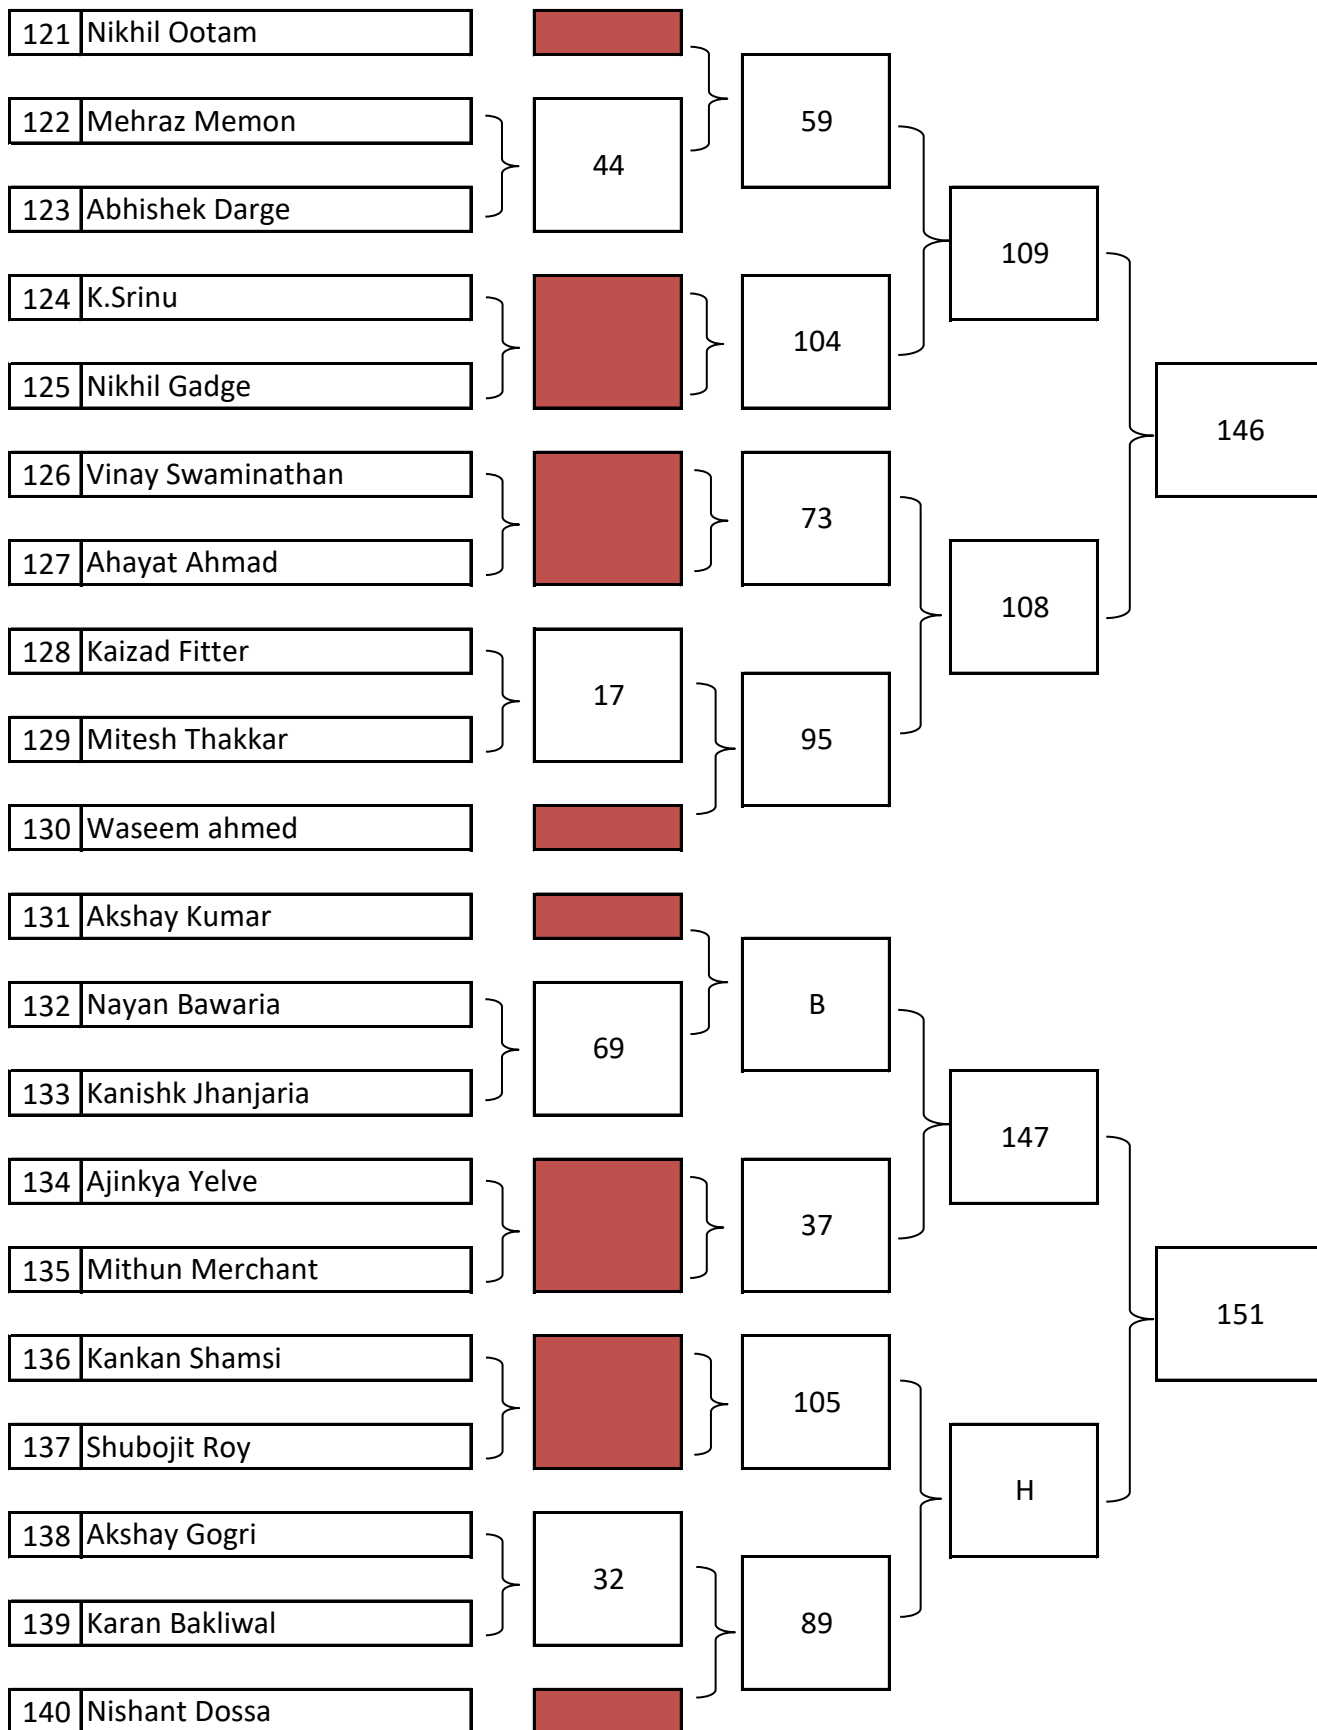 121 Nikhil Ootam
59
122 Mehraz Memon
44
123 Abhishek Darge
109
124 K.Srinu
104
125 Nikhil Gadge
146
126 Vinay Swaminathan
73
127 Ahayat Ahmad
108
128 Kaizad Fitter
17
129 Mitesh Thakkar
95
130 Waseem ahmed
131 Akshay Kumar
B
132 Nayan Bawaria
69
133 Kanishk Jhanjaria
147
134 Ajinkya Yelve
37
135 Mithun Merchant
151
136 Kankan Shamsi
105
137 Shubojit Roy
H
138 Akshay Gogri
32
139 Karan Bakliwal
89
140 Nishant Dossa